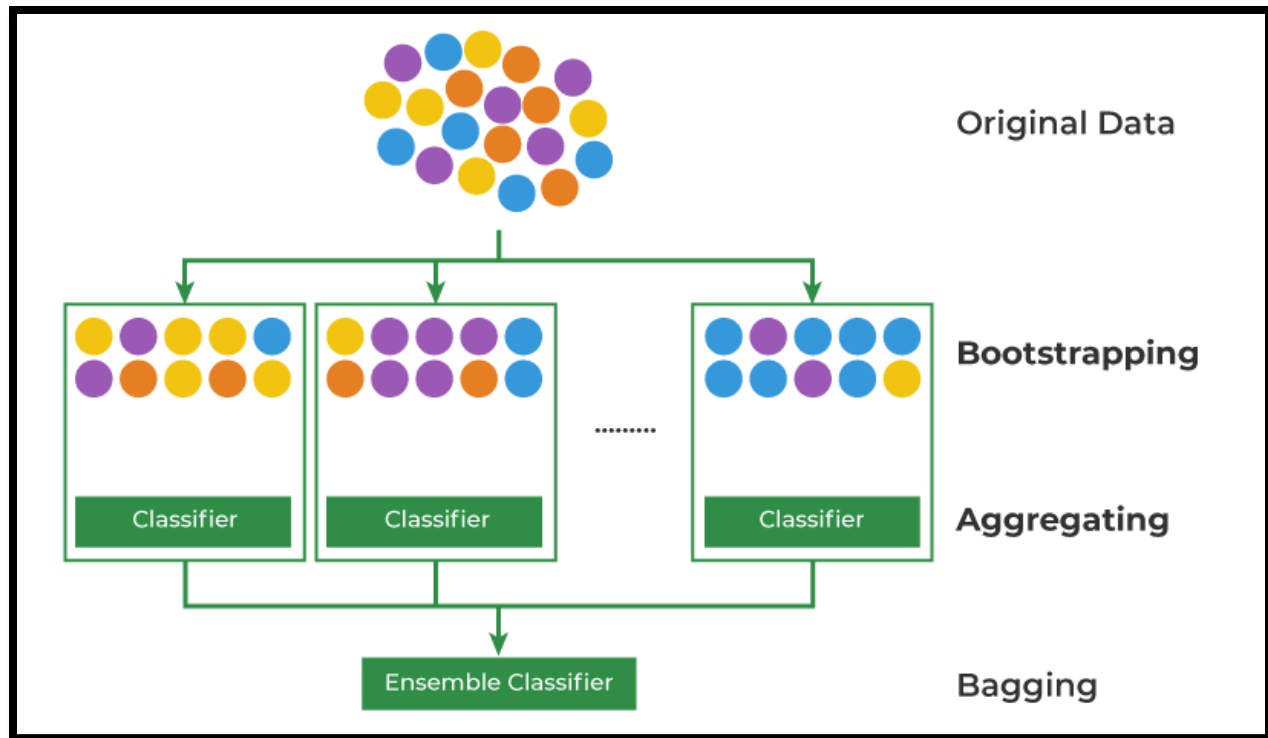 Original Data
Bootstrapping
.........
Classifier
Classifier
Classifier
Aggregating
Ensemble Classifier
Bagging